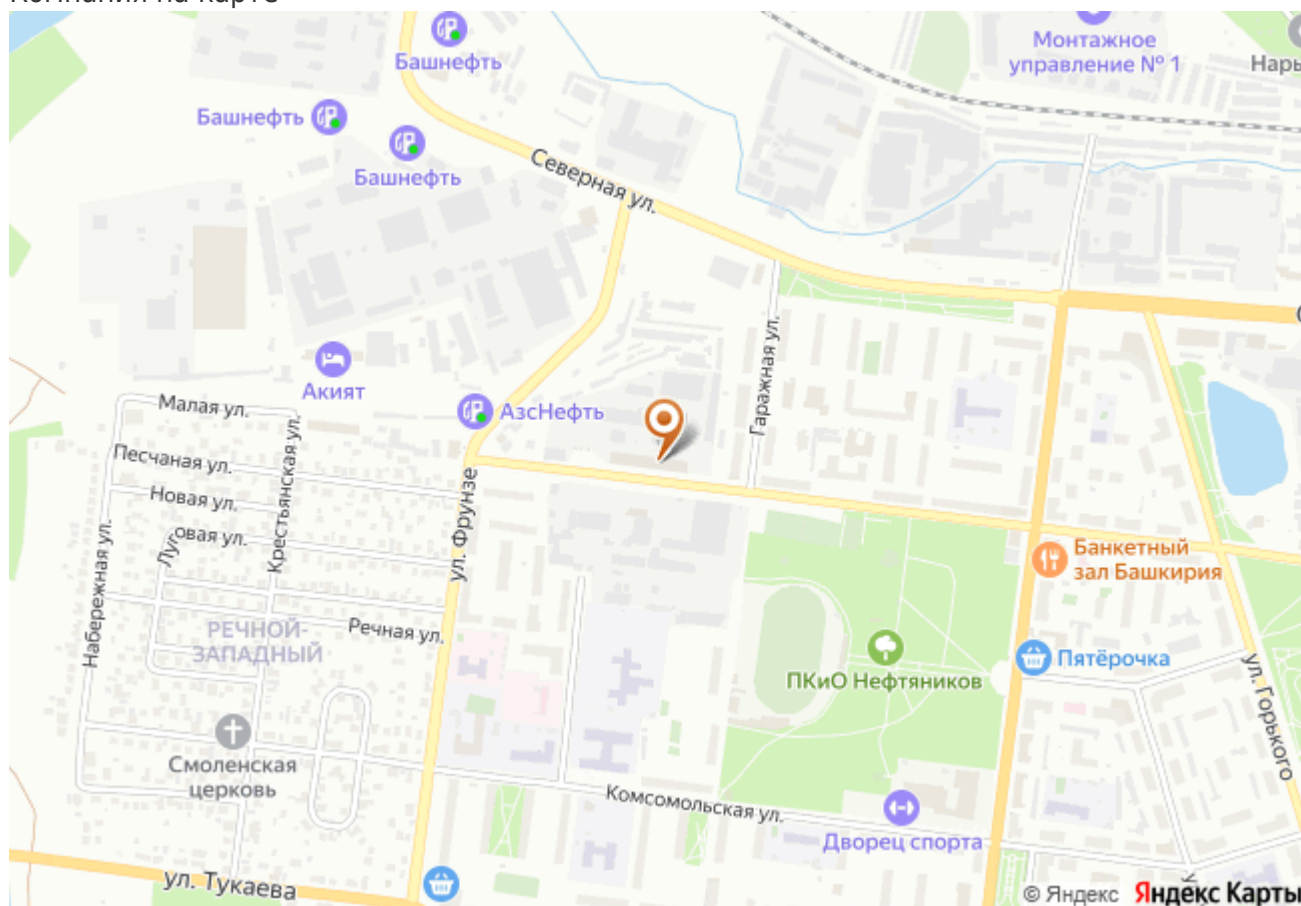 Башнефть
Монтажное
управление № 1
Нарь
Башнефть
Башнефть
Северная ул.
Гаражная ул.
Акият
АзсНефть
Малая ул.
Песчаная ул.
Новая ул.
Луговая ул.
Крестьянская ул.
ул. Фрунзе
Набережная ул.
Банкетный
зал Башкирия
РЕЧНОЙ-
ЗАПАДНЫЙ
Речная ул.
Пятёрочка
ПКиО Нефтяников
ул. Горького
Смоленская
церковь
Комсомольская ул.
Дворец спорта
ул. Тукаева
© Яндекс Яндекс Карты